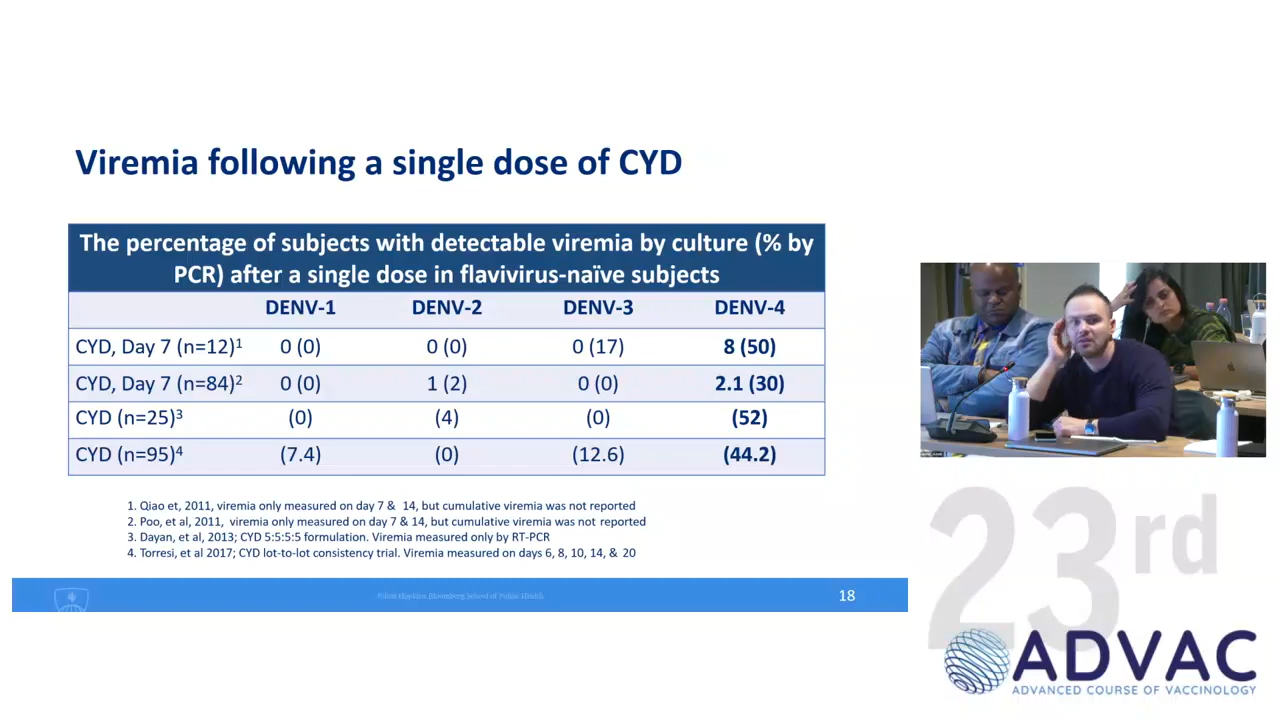 Viremia following a single dose of CYD
The percentage of subjects with detectable viremia by culture (% by
PCR) after a single dose in flavivirus-naïve subjects
DENV-1 DENV-2 DENV-3 DENV-4
CYD, Day 7 (n=12)1 0 (0) 0 (0) 0 (17) 8 (50)
CYD, Day 7 (n=84)2 0 (0) 1 (2) 0 (0) 2.1 (30)
CYD (n=25)3 (0) (4) (0) (52)
CYD (n=95)4 (7.4) (0) (12.6) (44.2)
1. Qiao et, 2011, viremia only measured on day 7 & 14, but cumulative viremia was not reported
2. Poo, et al, 2011, viremia only measured on day 7 & 14, but cumulative viremia was not reported
3. Dayan, et al, 2013; CYD 5:5:5:5 formulation. Viremia measured only by RT-PCR
4. Torresi, et al 2017; CYD lot-to-lot consistency trial. Viremia measured on days 6, 8, 10, 14, & 20
Johns Hopkins Bloomberg School of Public Health
18
23rd
ADVAC
ADVANCED COURSE OF VACCINOLOGY